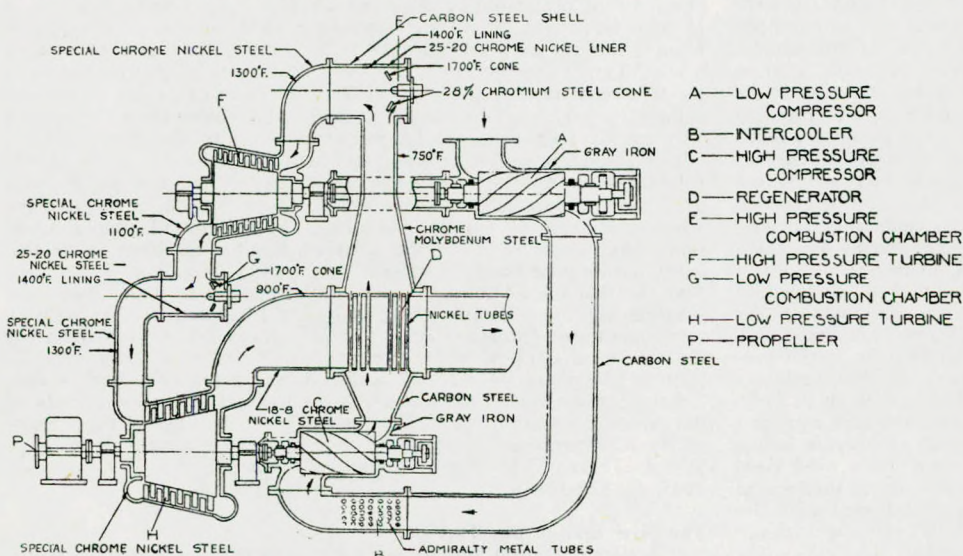 E
CARBON STEEL SHELL
1400°F. LINING
SPECIAL CHROME NICKEL STEEL
25-20 CHROME NICKEL LINER
1300°F.
1700°F. CONE
28% CHROMIUM STEEL CONE
F
750°F.
A
GRAY IRON
SPECIAL CHROME
NICKEL STEEL
1100°F.
CHROME
MOLYBDENUM STEEL
25-20 CHROME
NICKEL STEEL
1400°F. LINING
G
1700°F. CONE
900°F.
D
NICKEL TUBES
SPECIAL CHROME
NICKEL STEEL
1300°F.
CARBON STEEL
18-8 CHROME
NICKEL STEEL
C
CARBON STEEL
GRAY IRON
P
H
SPECIAL CHROME NICKEL STEEL
B
ADMIRALTY METAL TUBES
A — LOW PRESSURE
COMPRESSOR
B — INTERCOOLER
C — HIGH PRESSURE
COMPRESSOR
D — REGENERATOR
E — HIGH PRESSURE
COMBUSTION CHAMBER
F — HIGH PRESSURE TURBINE
G — LOW PRESSURE
COMBUSTION CHAMBER
H — LOW PRESSURE TURBINE
P — PROPELLER